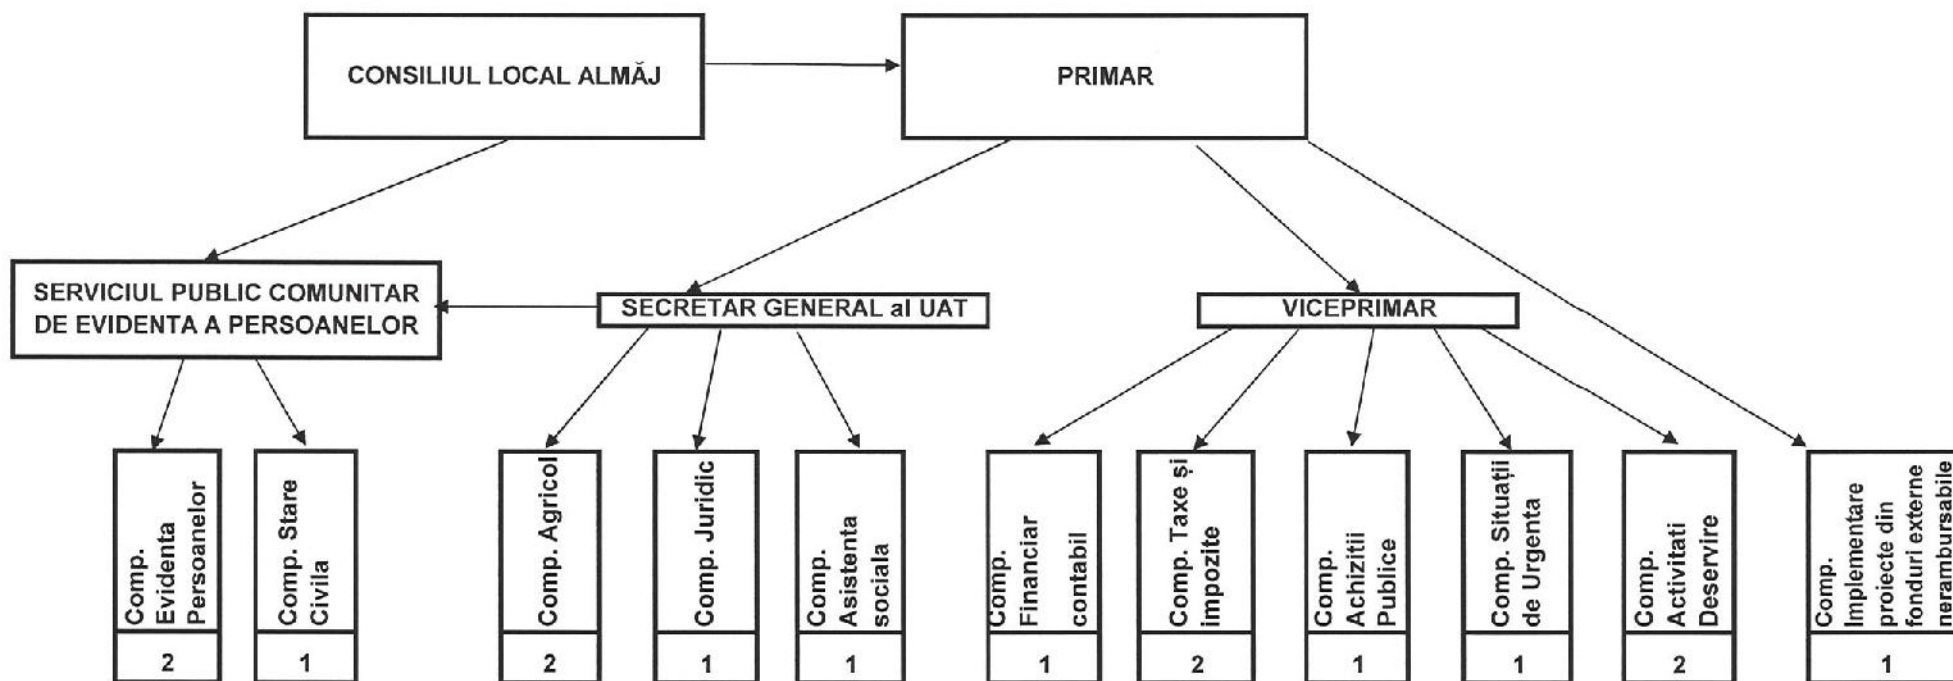 CONSILIUL LOCAL ALMĂJ
PRIMAR
SERVICIUL PUBLIC COMUNITAR
DE EVIDENTA A PERSOANELOR
SECRETAR GENERAL al UAT
VICEPRIMAR
Comp.
Evidenta
Persoanelor
2
Comp. Stare
Civila
1
Comp. Agricol
2
Comp. Juridic
1
Comp.
Asistenta
sociala
1
Comp.
Financiar
contabil
1
Comp. Taxe și
impozite
2
Comp.
Achizitii
Publice
1
Comp. Situații
de Urgenta
1
Comp.
Activitati
Deservire
2
Comp.
Implementare
proiecte din
fonduri externe
nerambursabile
1